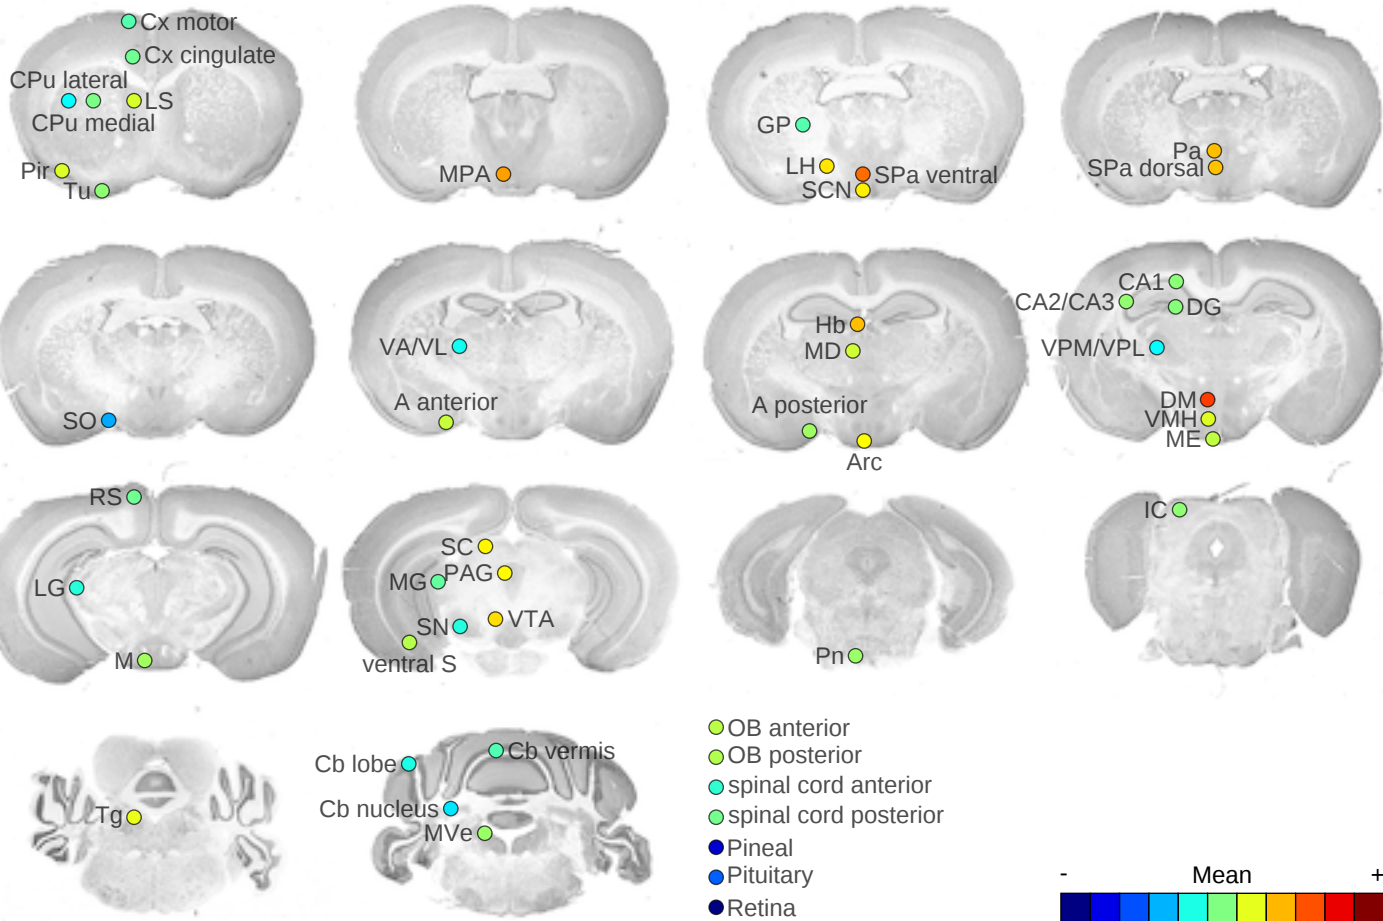 Cx motor
Cx cingulate
CPu lateral
LS
CPu medial
Pir
Tu
MPA
GP
LH
SPa ventral
SCN
Pa
SPa dorsal
SO
VA/VL
A anterior
Hb
MD
A posterior
Arc
CA1
CA2/CA3
DG
VPM/VPL
DM
VMH
ME
RS
LG
M
SC
MG
PAG
SN
VTA
ventral S
Pn
IC
Tg
Cb lobe
Cb vermis
Cb nucleus
MVe
OB anterior
OB posterior
spinal cord anterior
spinal cord posterior
Pineal
Pituitary
Retina
- Mean +